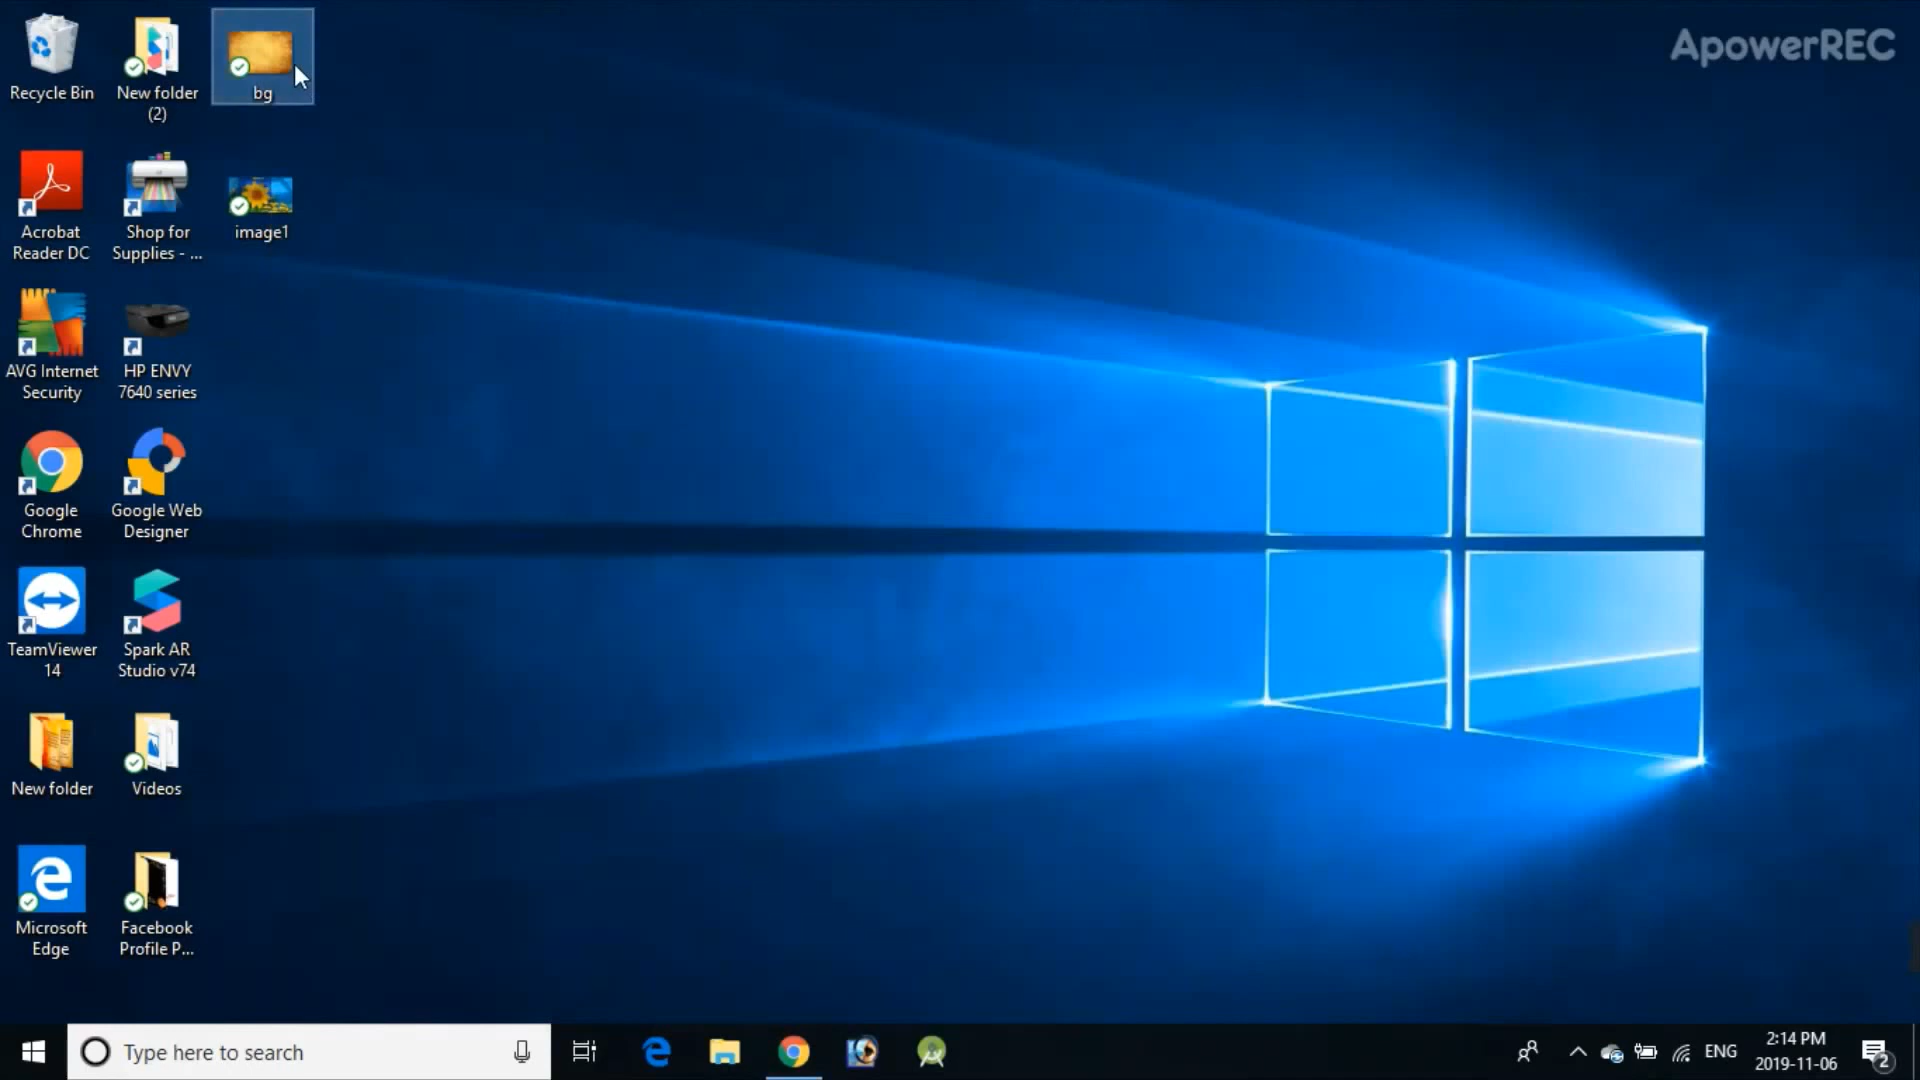 ApowerREC
Recycle Bin
New folder
(2)
bg
Acrobat
Reader DC
Shop for
Supplies - ...
image1
AVG Internet
Security
HP ENVY
7640 series
Google
Chrome
Google Web
Designer
TeamViewer
14
Spark AR
Studio v74
New folder
Videos
Microsoft
Edge
Facebook
Profile P...
Type here to search
ENG
2:14 PM
2019-11-06
2